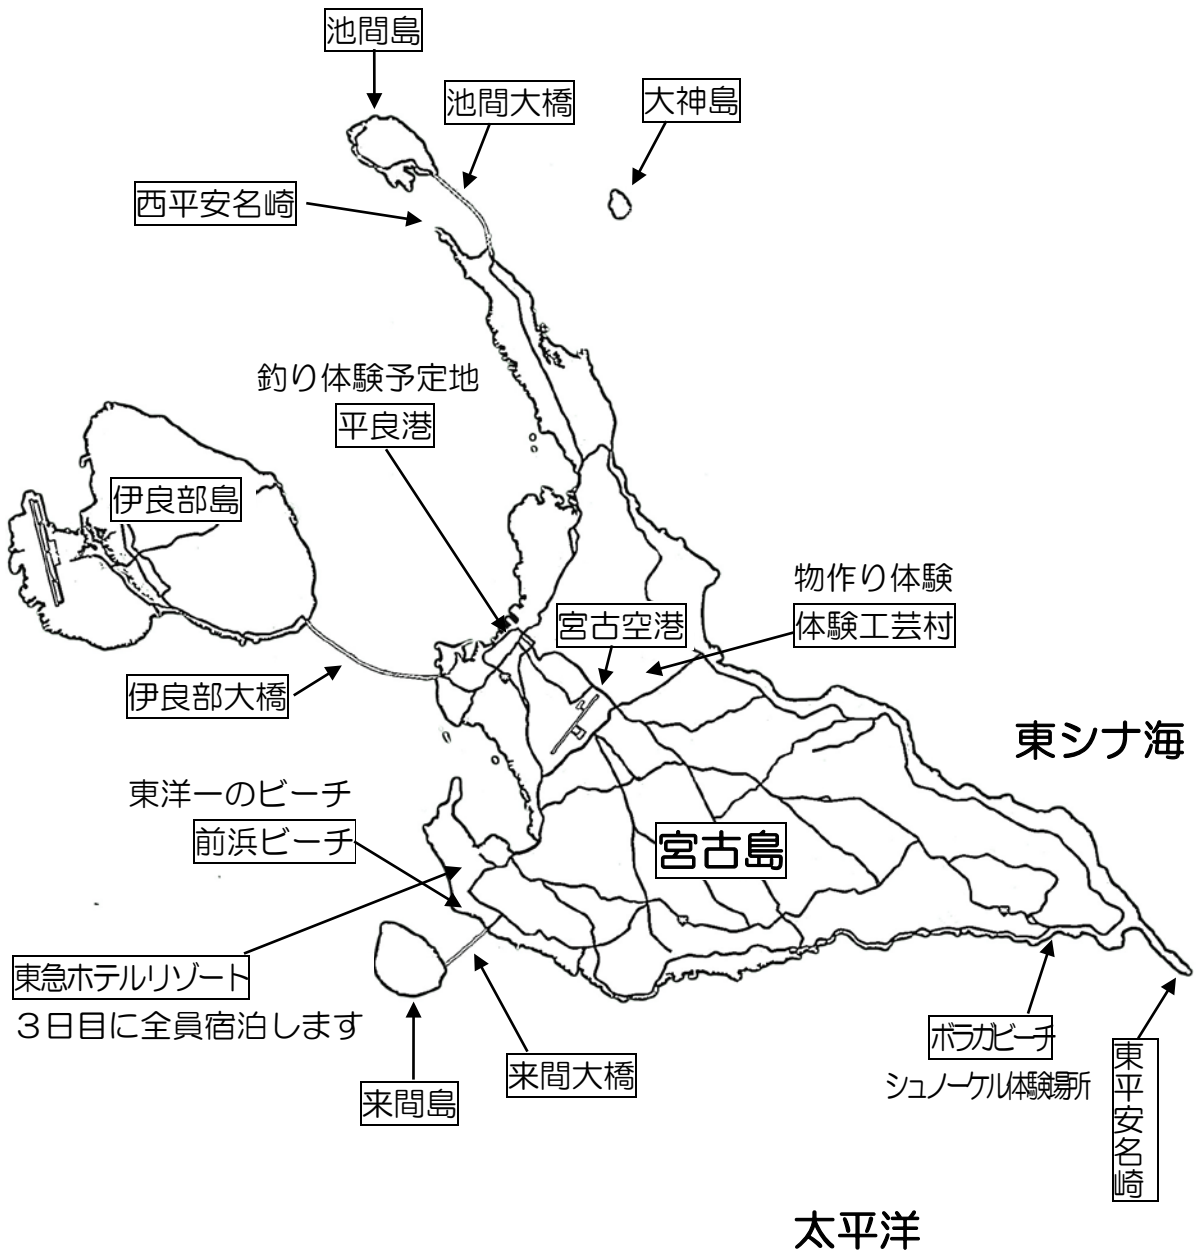 池間島
池間大橋
大神島
西平安名崎
釣り体験予定地
平良港
伊良部島
物作り体験
宮古空港
体験工芸村
伊良部大橋
東シナ海
東洋一のビーチ
前浜ビーチ
宮古島
東急ホテルリゾート
３日目に全員宿泊します
ボラガビーチ
シュノーケル体験場所
来間大橋
来間島
東平安名崎
太平洋